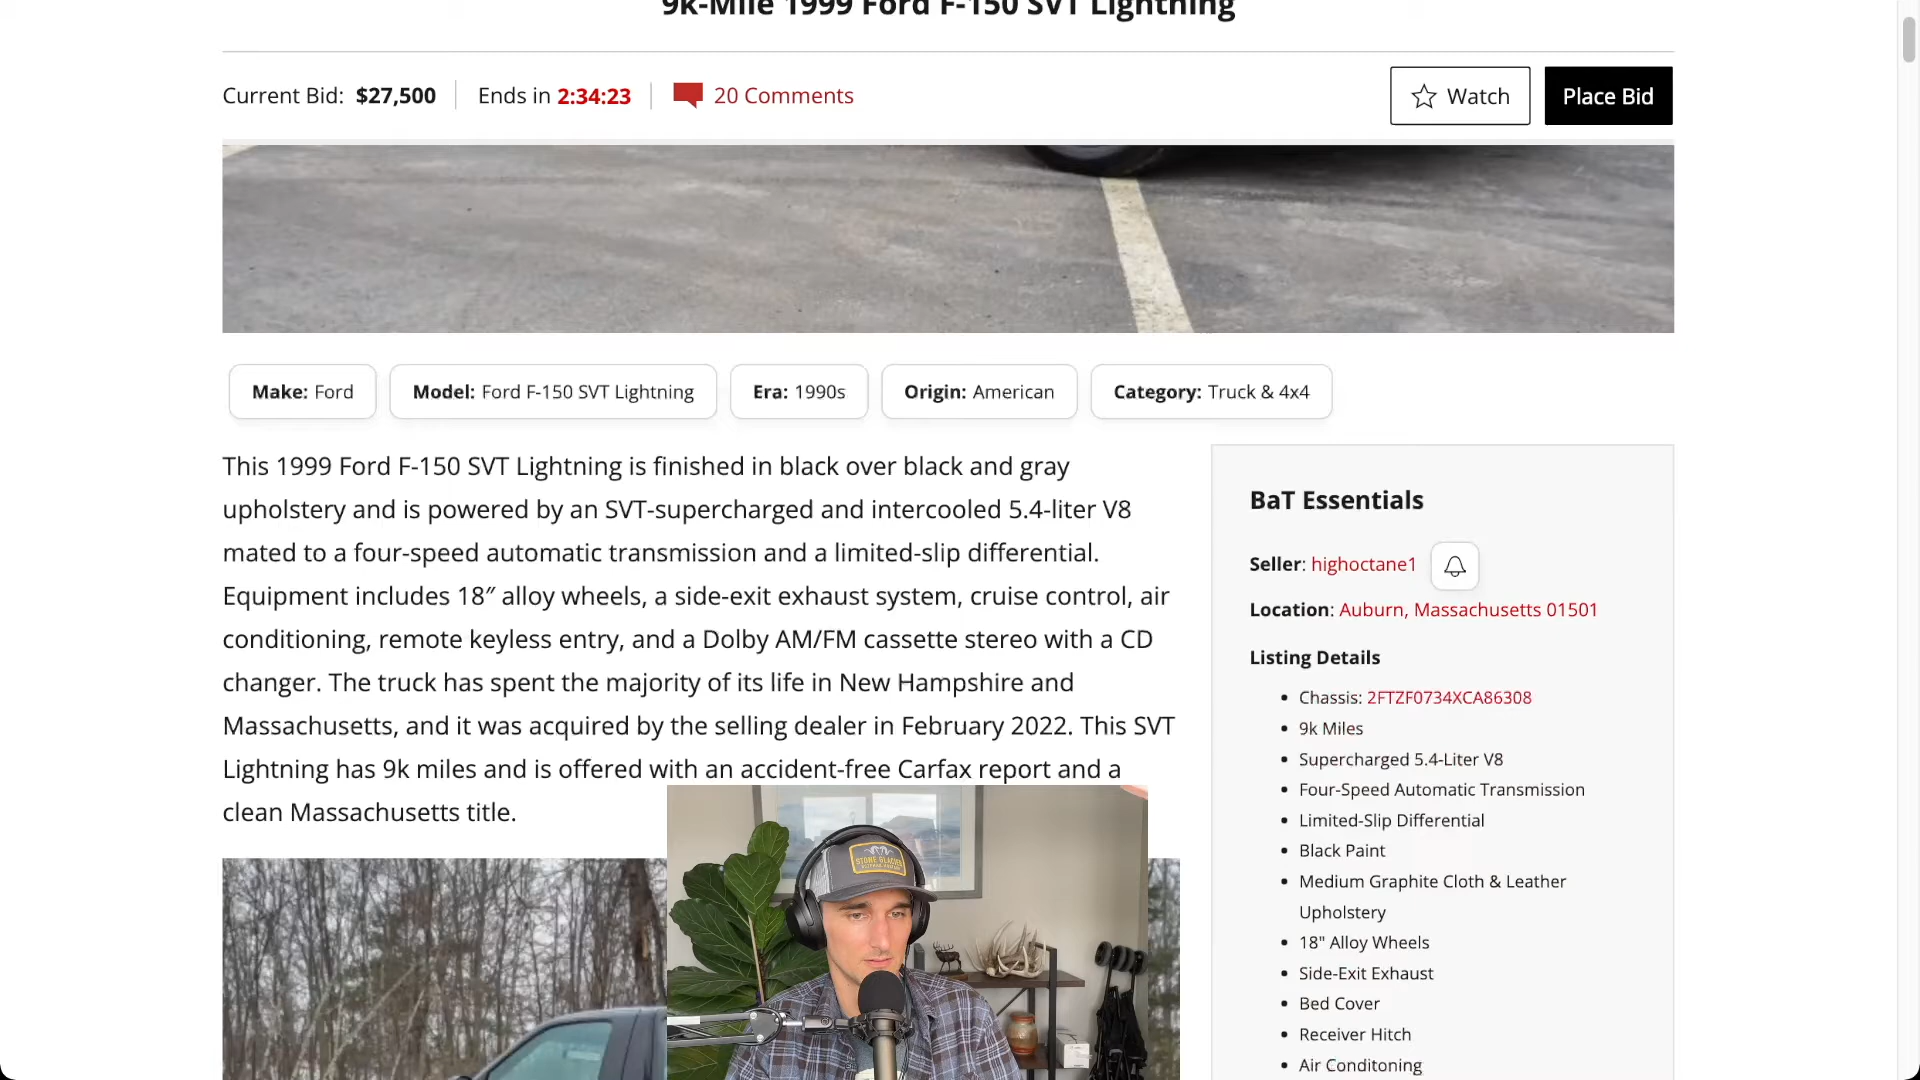 9k-Mile 1999 Ford F-150 SVT Lightning
Current Bid: $27,500
Ends in 2:34:23
20 Comments
Watch
Place Bid
Make: Ford
Model: Ford F-150 SVT Lightning
Era: 1990s
Origin: American
Category: Truck & 4x4
This 1999 Ford F-150 SVT Lightning is finished in black over black and gray
upholstery and is powered by an SVT-supercharged and intercooled 5.4-liter V8
mated to a four-speed automatic transmission and a limited-slip differential.
Equipment includes 18″ alloy wheels, a side-exit exhaust system, cruise control, air
conditioning, remote keyless entry, and a Dolby AM/FM cassette stereo with a CD
changer. The truck has spent the majority of its life in New Hampshire and
Massachusetts, and it was acquired by the selling dealer in February 2022. This SVT
Lightning has 9k miles and is offered with an accident-free Carfax report and a
clean Massachusetts title.
BaT Essentials
Seller: highoctane1
Location: Auburn, Massachusetts 01501
Listing Details
Chassis: 2FTZF0734XCA86308
9k Miles
Supercharged 5.4-Liter V8
Four-Speed Automatic Transmission
Limited-Slip Differential
Black Paint
Medium Graphite Cloth & Leather
Upholstery
18" Alloy Wheels
Side-Exit Exhaust
Bed Cover
Receiver Hitch
Air Conditoning
STONE GLACIER